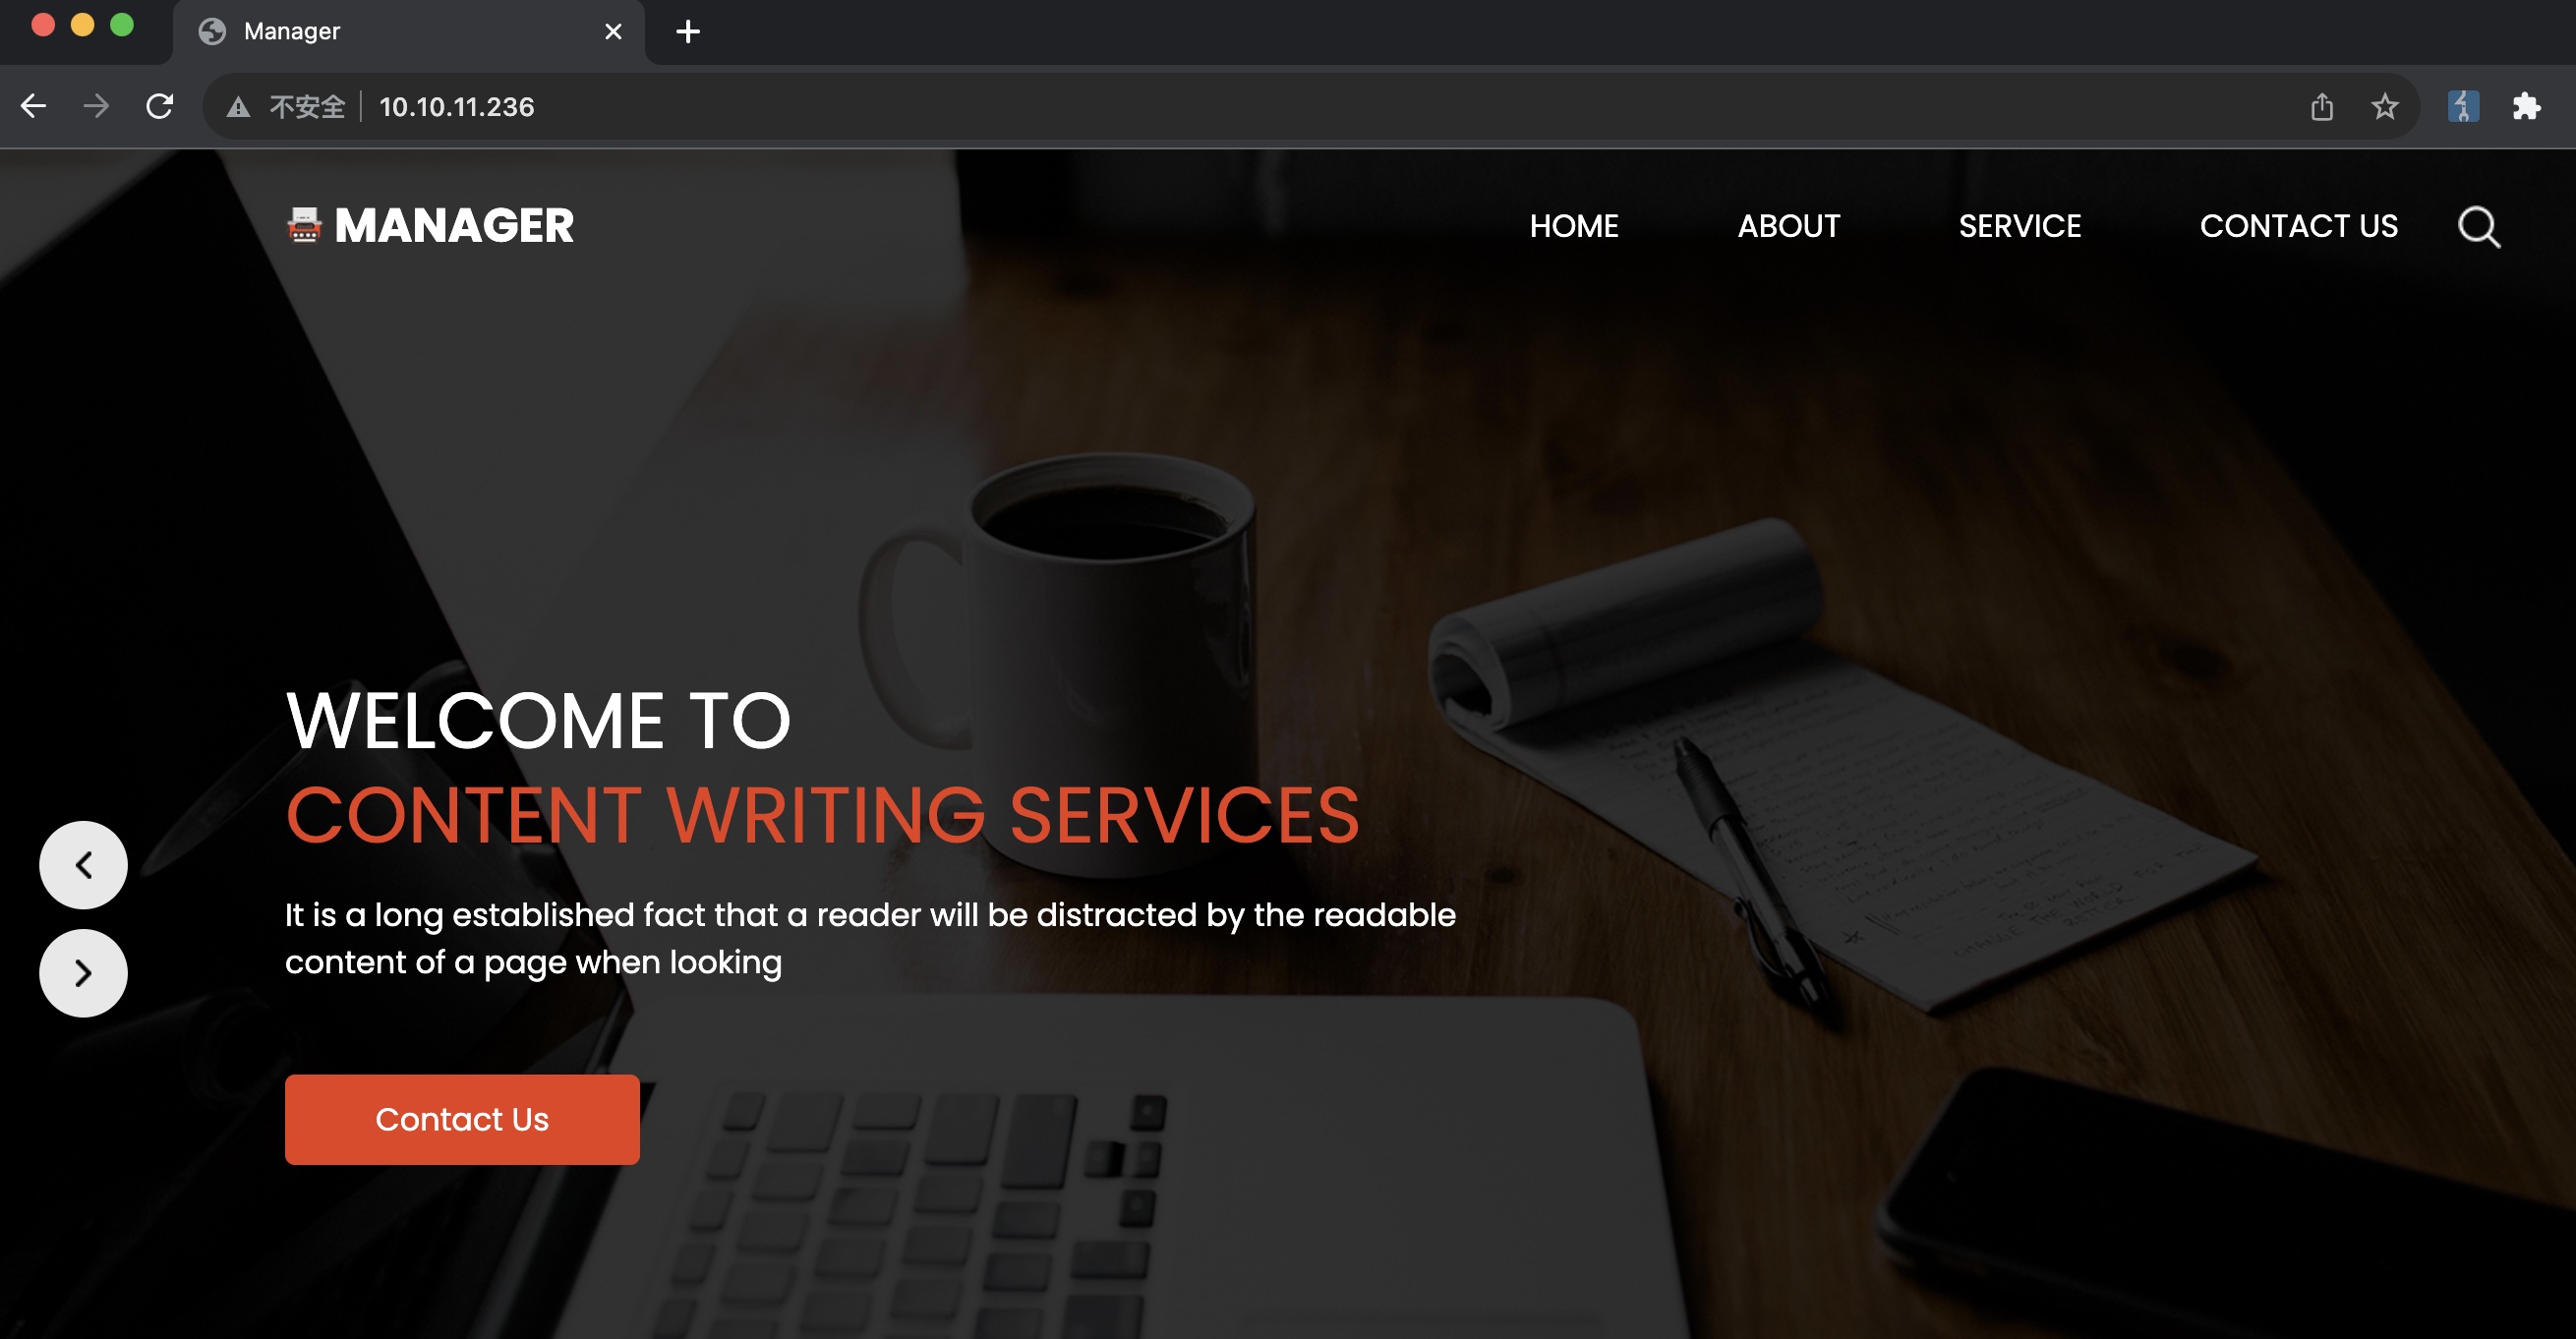 Manager
不安全 10.10.11.236
MANAGER
HOME ABOUT SERVICE CONTACT US
WELCOME TO
CONTENT WRITING SERVICES
It is a long established fact that a reader will be distracted by the readable
content of a page when looking
Contact Us